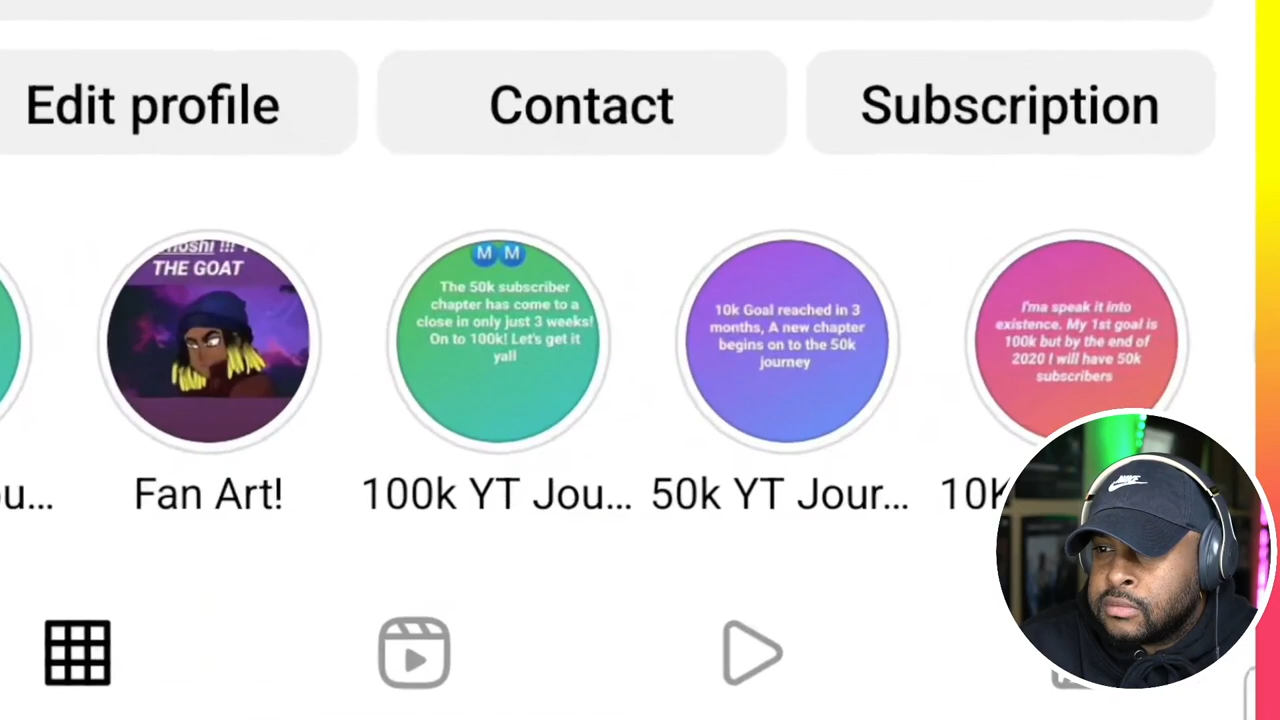 Edit profile
Contact
Subscription
THE GOAT
M M
The 50k subscriber
chapter has come to a
close in only just 3 weeks!
On to 100k! Let's get it
yall
10k Goal reached in 3
months, A new chapter
begins on to the 50k
journey
I'ma speak it into
existence. My 1st goal is
100k but by the end of
2020 I will have 50k
subscribers
ou...
Fan Art!
100k YT Jou...
50k YT Jour...
10K
NIKE